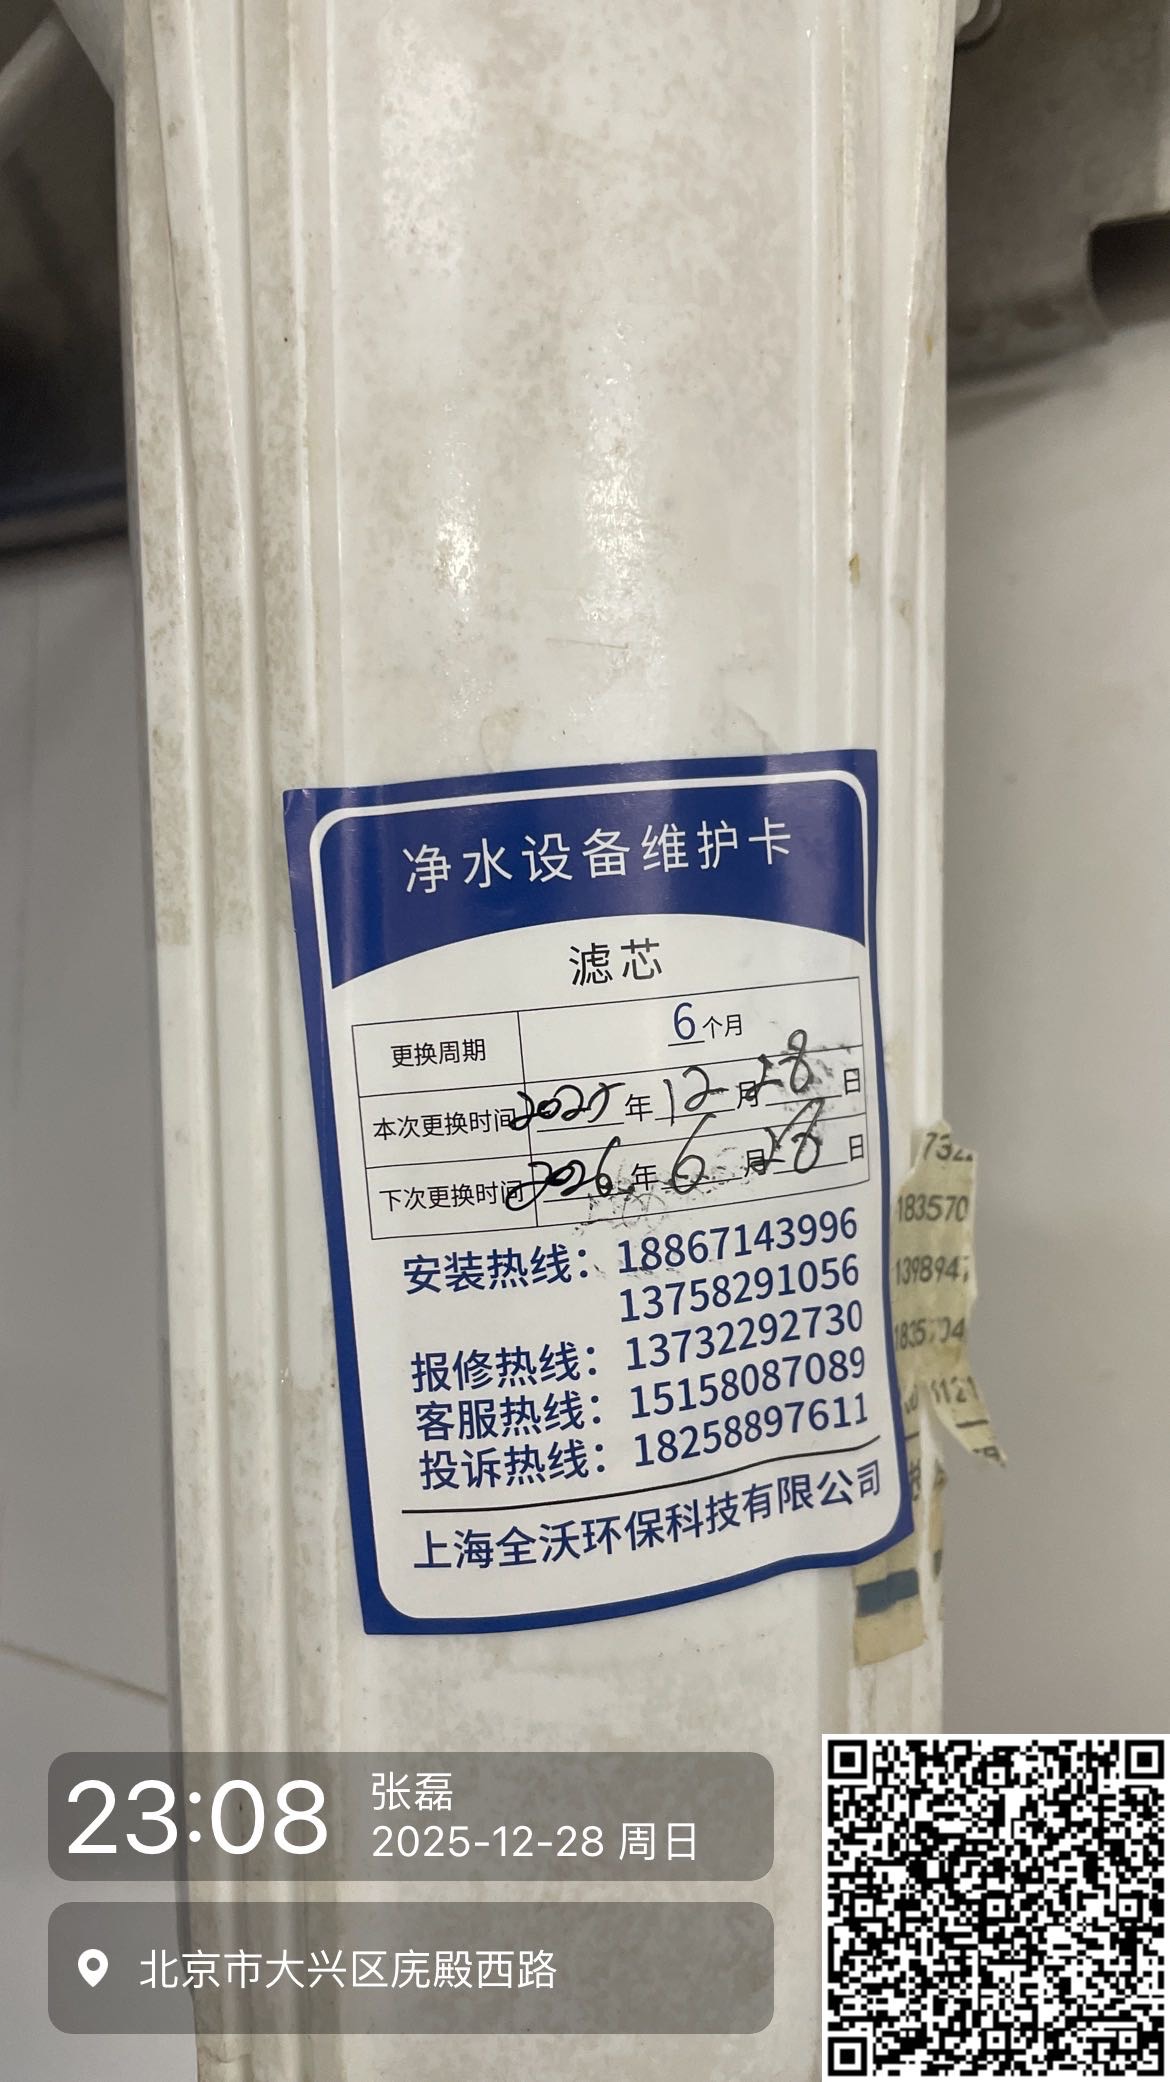 净水设备维护卡
滤芯
更换周期 6个月
本次更换时间 2025年12月28日
下次更换时间 2026年6月28日
安装热线：18867143996
13758291056
报修热线：13732292730
客服热线：15158087089
投诉热线：18258897611
上海全沃环保科技有限公司
732
183570
139894
1835704
1121
23:08
张磊
2025-12-28 周日
北京市大兴区庑殿西路